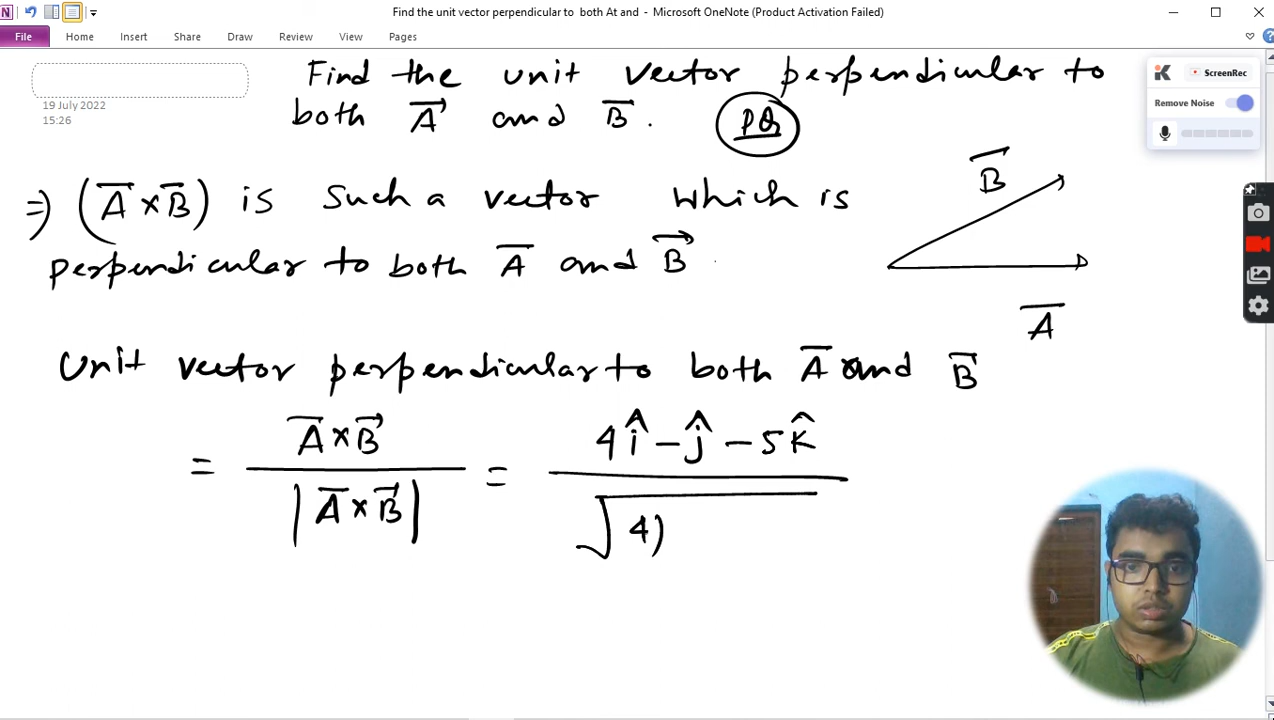 Find the unit vector perpendicular to both At and - Microsoft OneNote (Product Activation Failed)
File Home Insert Share Draw Review View Pages
ScreenRec
Remove Noise
19 July 2022
15:26
Find the unit vector perpendicular to
both A⃗ and B̅. PQ
⇒ (A̅×B̅) is such a vector which is
perpendicular to both A̅ and B⃗
B̅
A̅
Unit vector perpendicular to both A̅ and B̅
= A̅×B⃗ / |A̅×B⃗| = 4î - ĵ - 5k̂ / √4)